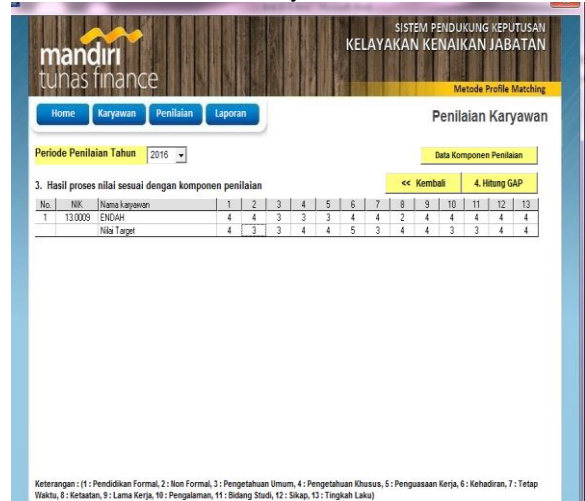 SISTEM PENDUKUNG KEPUTUSAN
KELAYAKAN KENAIKAN JABATAN
mandiri
tunas finance
Metode Profile Matching
Home Karyawan Penilaian Laporan
Penilaian Karyawan
Periode Penilaian Tahun 2016
Data Komponen Penilaian
3. Hasil proses nilai sesuai dengan komponen penilaian
<< Kembali 4. Hitung GAP
No. NIK Nama karyawan 1 2 3 4 5 6 7 8 9 10 11 12 13
1 13.0009 ENDAH 4 4 3 3 3 4 4 2 4 4 4 4 4
Nilai Target 4 3 3 4 4 5 3 4 4 3 3 4 4
Keterangan : (1 : Pendidikan Formal, 2 : Non Formal, 3 : Pengetahuan Umum, 4 : Pengetahuan Khusus, 5 : Penguasaan Kerja, 6 : Kehadiran, 7 : Tetap
Waktu, 8 : Ketaatan, 9 : Lama Kerja, 10 : Pengalaman, 11 : Bidang Studi, 12 : Sikap, 13 : Tingkah Laku)